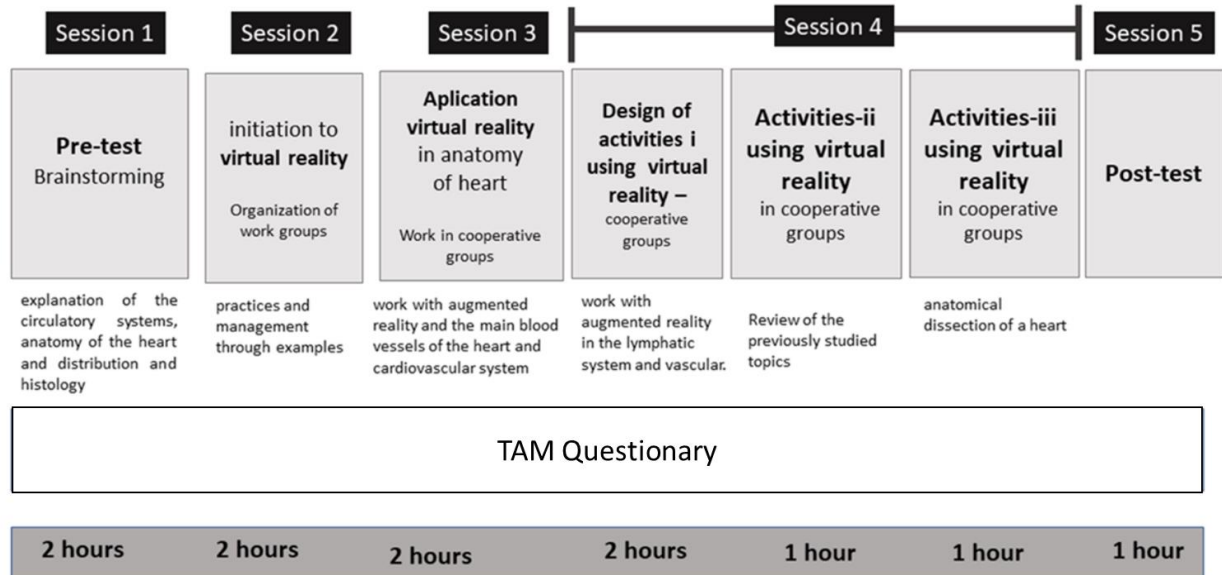 Session 1
Session 2
Session 3
Session 4
Session 5
Pre-test
Brainstorming
initiation to
virtual reality
Organization of
work groups
Aplication
virtual reality
in anatomy
of heart
Work in cooperative
groups
Design of
activities i
using virtual
reality –
cooperative
groups
Activities-ii
using virtual
reality
in cooperative
groups
Activities-iii
using virtual
reality
in cooperative
groups
Post-test
explanation of the
circulatory systems,
anatomy of the heart
and distribution and
histology
practices and
management
through examples
work with augmented
reality and the main blood
vessels of the heart and
cardiovascular system
work with
augmented reality
in the lymphatic
system and vascular.
Review of the
previously studied
topics
anatomical
dissection of a heart
TAM Questionary
2 hours
2 hours
2 hours
2 hours
1 hour
1 hour
1 hour